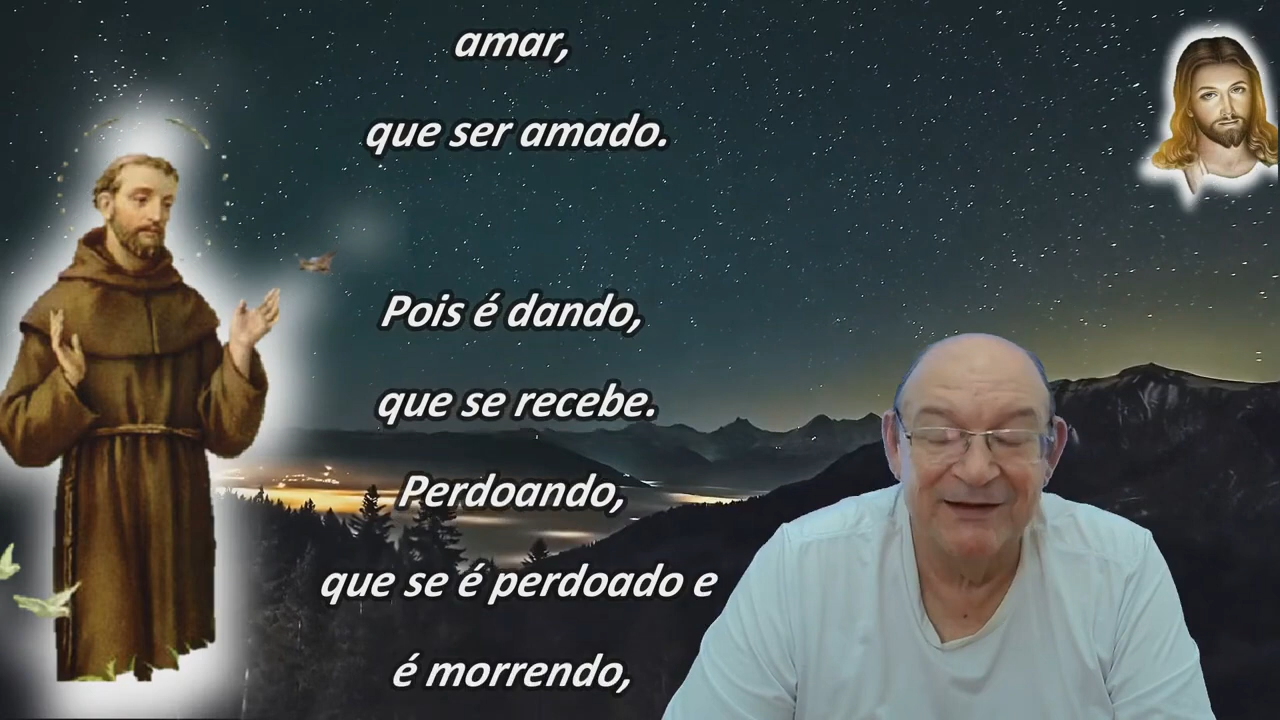 amar,
que ser amado.
Pois é dando,
que se recebe.
Perdoando,
que se é perdoado e
é morrendo,